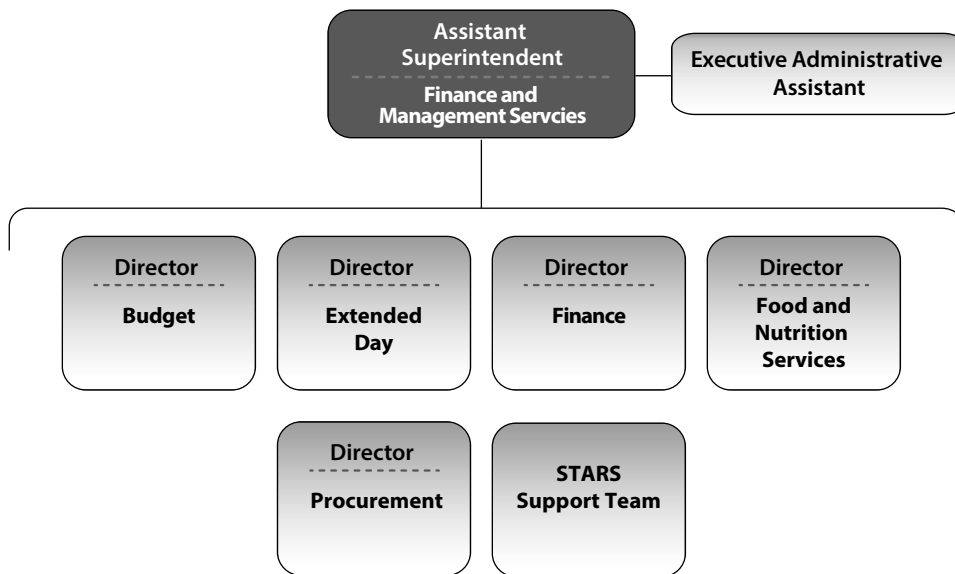 Assistant
Superintendent
Finance and
Management Servcies
Executive Administrative
Assistant
Director
Budget
Director
Extended
Day
Director
Finance
Director
Food and
Nutrition
Services
Director
Procurement
STARS
Support Team